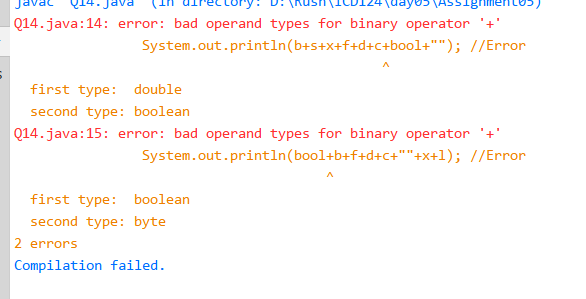 javac "Q14.java" (in directory: D:\Rush\ICD124\day05\Assignment05)
Q14.java:14: error: bad operand types for binary operator '+'
System.out.println(b+s+x+f+d+c+bool+""); //Error
^
first type: double
second type: boolean
Q14.java:15: error: bad operand types for binary operator '+'
System.out.println(bool+b+f+d+c+""+x+l); //Error
^
first type: boolean
second type: byte
2 errors
Compilation failed.